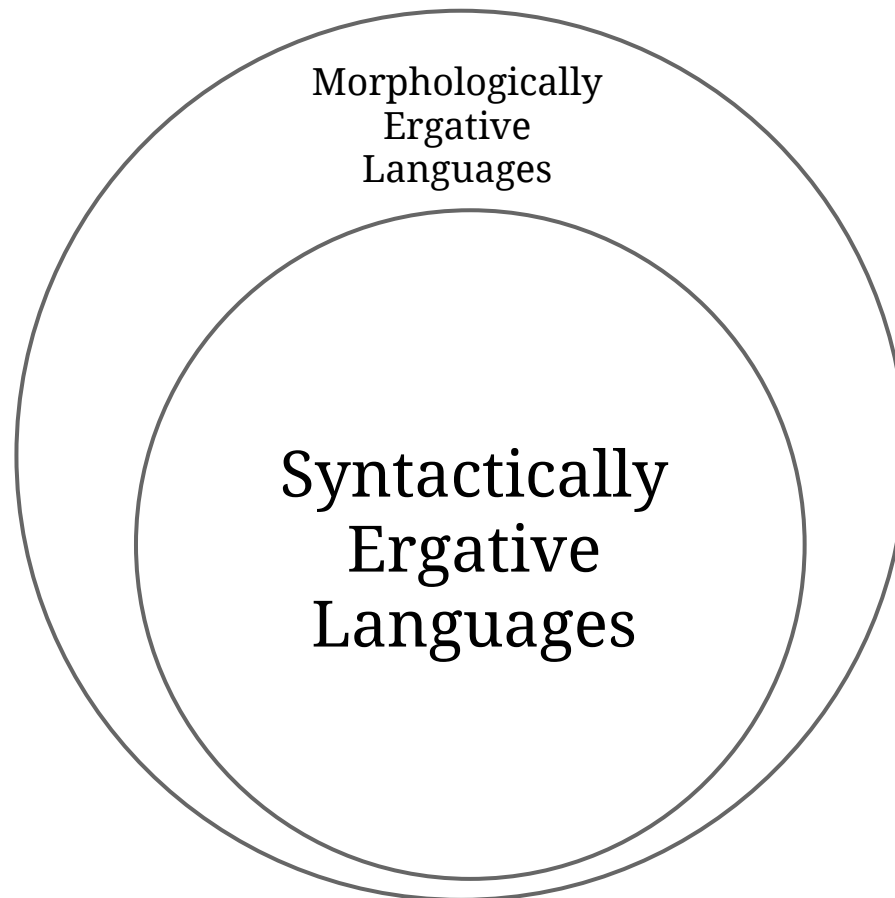 Morphologically
Ergative
Languages
Syntactically
Ergative
Languages